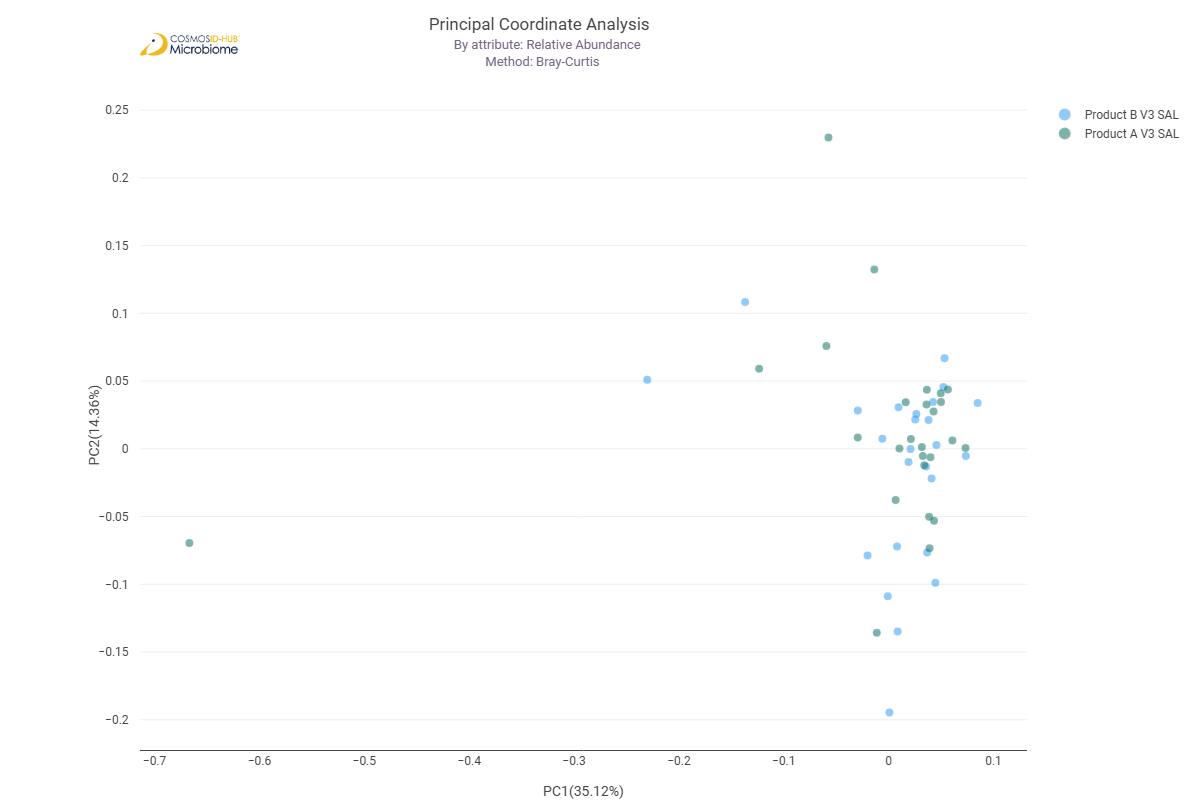 Principal Coordinate Analysis
By attribute: Relative Abundance
Method: Bray-Curtis
COSMOSID-HUB
Microbiome
Product B V3 SAL
Product A V3 SAL
0.25
0.2
0.15
0.1
0.05
0
−0.05
−0.1
−0.15
−0.2
PC2(14.36%)
−0.7 −0.6 −0.5 −0.4 −0.3 −0.2 −0.1 0 0.1
PC1(35.12%)